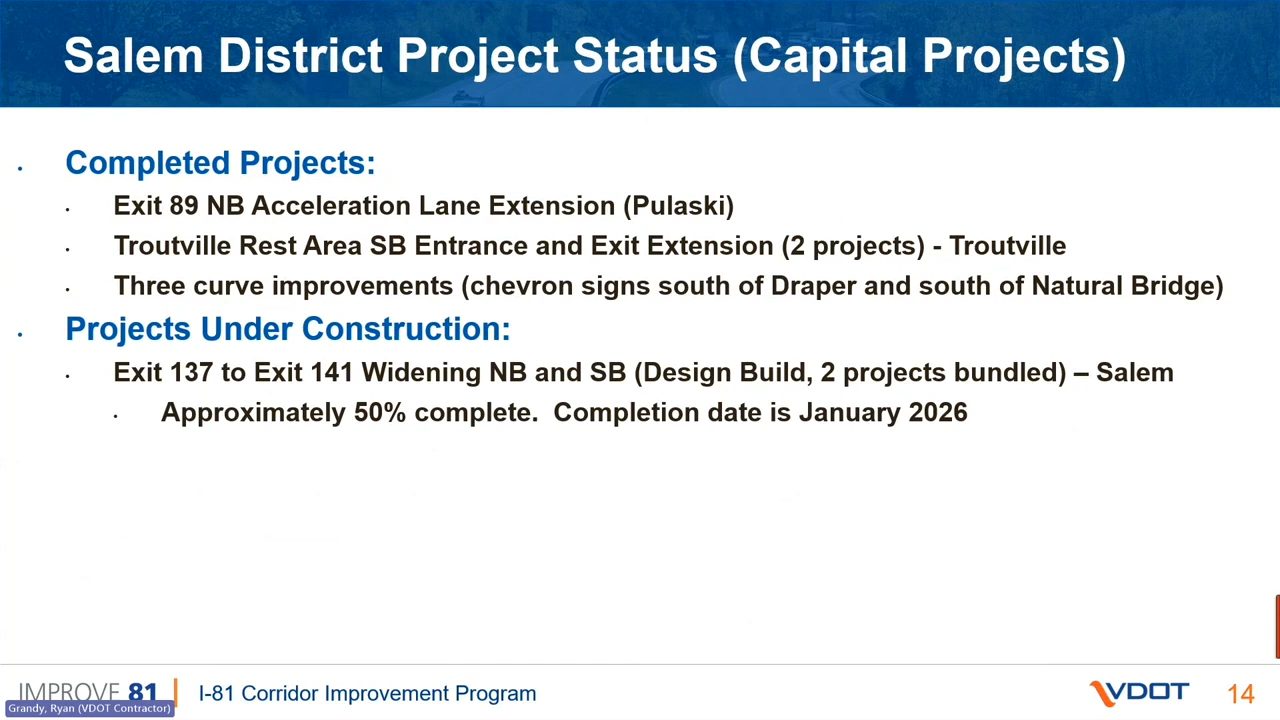 Salem District Project Status (Capital Projects)
Completed Projects:
Exit 89 NB Acceleration Lane Extension (Pulaski)
Troutville Rest Area SB Entrance and Exit Extension (2 projects) - Troutville
Three curve improvements (chevron signs south of Draper and south of Natural Bridge)
Projects Under Construction:
Exit 137 to Exit 141 Widening NB and SB (Design Build, 2 projects bundled) – Salem
Approximately 50% complete.  Completion date is January 2026
IMPROVE 81
I-81 Corridor Improvement Program
VDOT
14
Grandy, Ryan (VDOT Contractor)